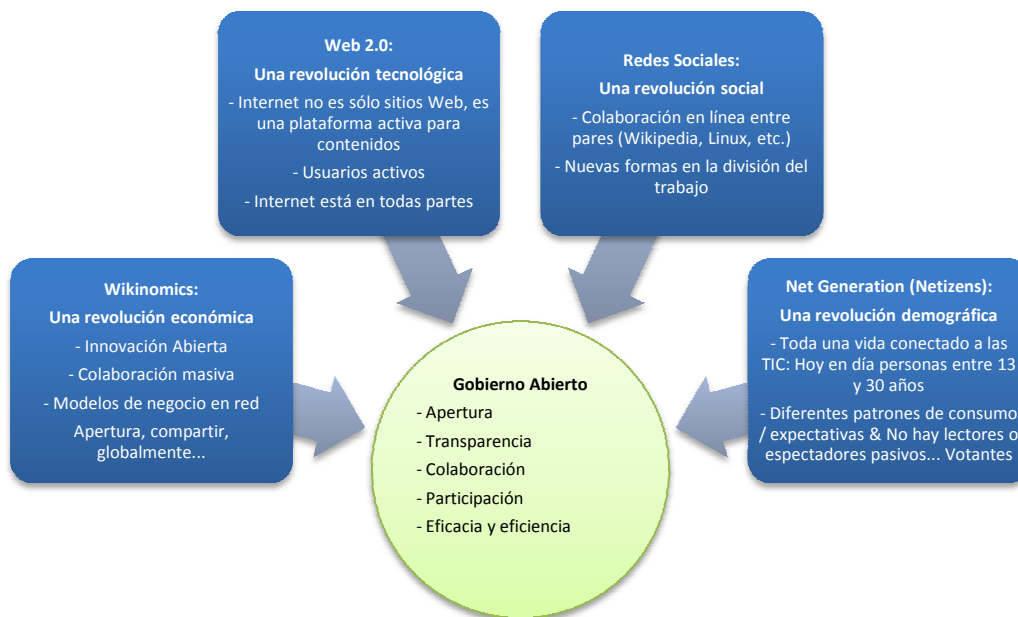 Web 2.0:
Una revolución tecnológica
- Internet no es sólo sitios Web, es
una plataforma activa para
contenidos
- Usuarios activos
- Internet está en todas partes
Redes Sociales:
Una revolución social
- Colaboración en línea entre
pares (Wikipedia, Linux, etc.)
- Nuevas formas en la división del
trabajo
Wikinomics:
Una revolución económica
- Innovación Abierta
- Colaboración masiva
- Modelos de negocio en red
Apertura, compartir,
globalmente...
Net Generation (Netizens):
Una revolución demográfica
- Toda una vida conectado a las
TIC: Hoy en día personas entre 13
y 30 años
- Diferentes patrones de consumo
/ expectativas & No hay lectores o
espectadores pasivos... Votantes
Gobierno Abierto
- Apertura
- Transparencia
- Colaboración
- Participación
- Eficacia y eficiencia